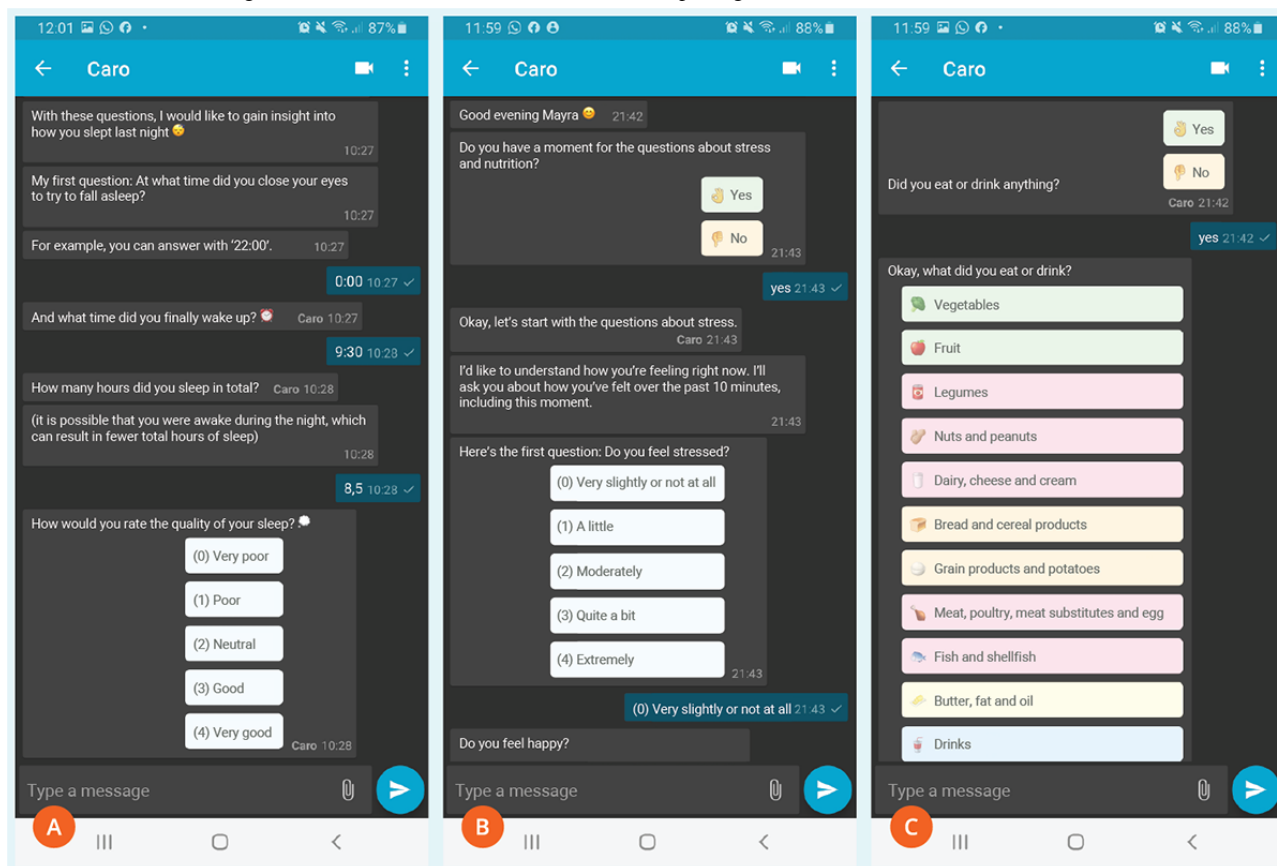 12:01
87%
Caro
With these questions, I would like to gain insight into
how you slept last night
10:27
My first question: At what time did you close your eyes
to try to fall asleep?
10:27
For example, you can answer with ‘22:00’. 10:27
0:00 10:27
And what time did you finally wake up? Caro 10:27
9:30 10:28
How many hours did you sleep in total? Caro 10:28
(it is possible that you were awake during the night, which
can result in fewer total hours of sleep)
10:28
8,5 10:28
How would you rate the quality of your sleep?
(0) Very poor
(1) Poor
(2) Neutral
(3) Good
(4) Very good
Caro 10:28
Type a message
A
11:59
88%
Caro
Good evening Mayra 21:42
Do you have a moment for the questions about stress
and nutrition?
Yes
No
21:43
yes 21:43
Okay, let's start with the questions about stress.
Caro 21:43
I'd like to understand how you're feeling right now. I'll
ask you about how you've felt over the past 10 minutes,
including this moment.
21:43
Here's the first question: Do you feel stressed?
(0) Very slightly or not at all
(1) A little
(2) Moderately
(3) Quite a bit
(4) Extremely
21:43
(0) Very slightly or not at all 21:43
Do you feel happy?
Type a message
B
11:59
88%
Caro
Yes
No
Did you eat or drink anything?
Caro 21:42
yes 21:42
Okay, what did you eat or drink?
Vegetables
Fruit
Legumes
Nuts and peanuts
Dairy, cheese and cream
Bread and cereal products
Grain products and potatoes
Meat, poultry, meat substitutes and egg
Fish and shellfish
Butter, fat and oil
Drinks
Type a message
C